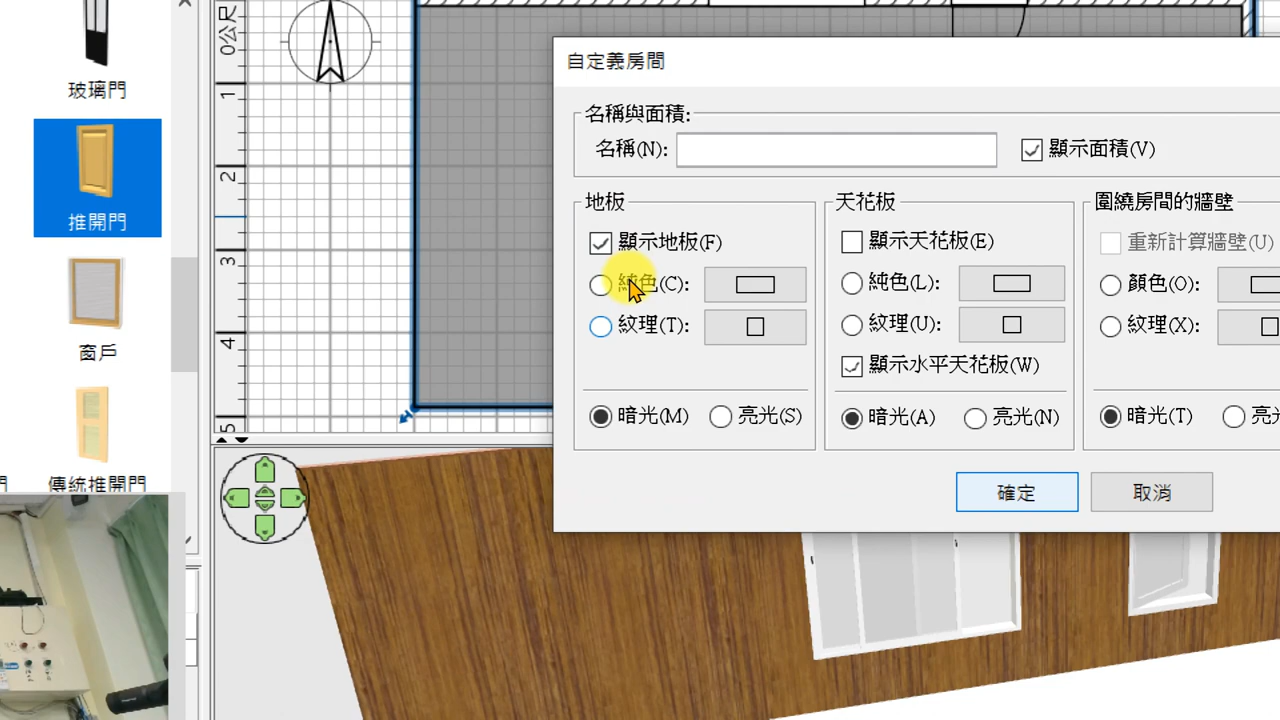 玻璃門
推開門
窗戶
傳統推開門
0公尺
1
2
3
4
5
自定義房間
名稱與面積:
名稱(N):
顯示面積(V)
地板
顯示地板(F)
純色(C):
紋理(T):
暗光(M)
亮光(S)
天花板
顯示天花板(E)
純色(L):
紋理(U):
顯示水平天花板(W)
暗光(A)
亮光(N)
圍繞房間的牆壁
重新計算牆壁(U)
顏色(O):
紋理(X):
暗光(T)
亮光
確定
取消